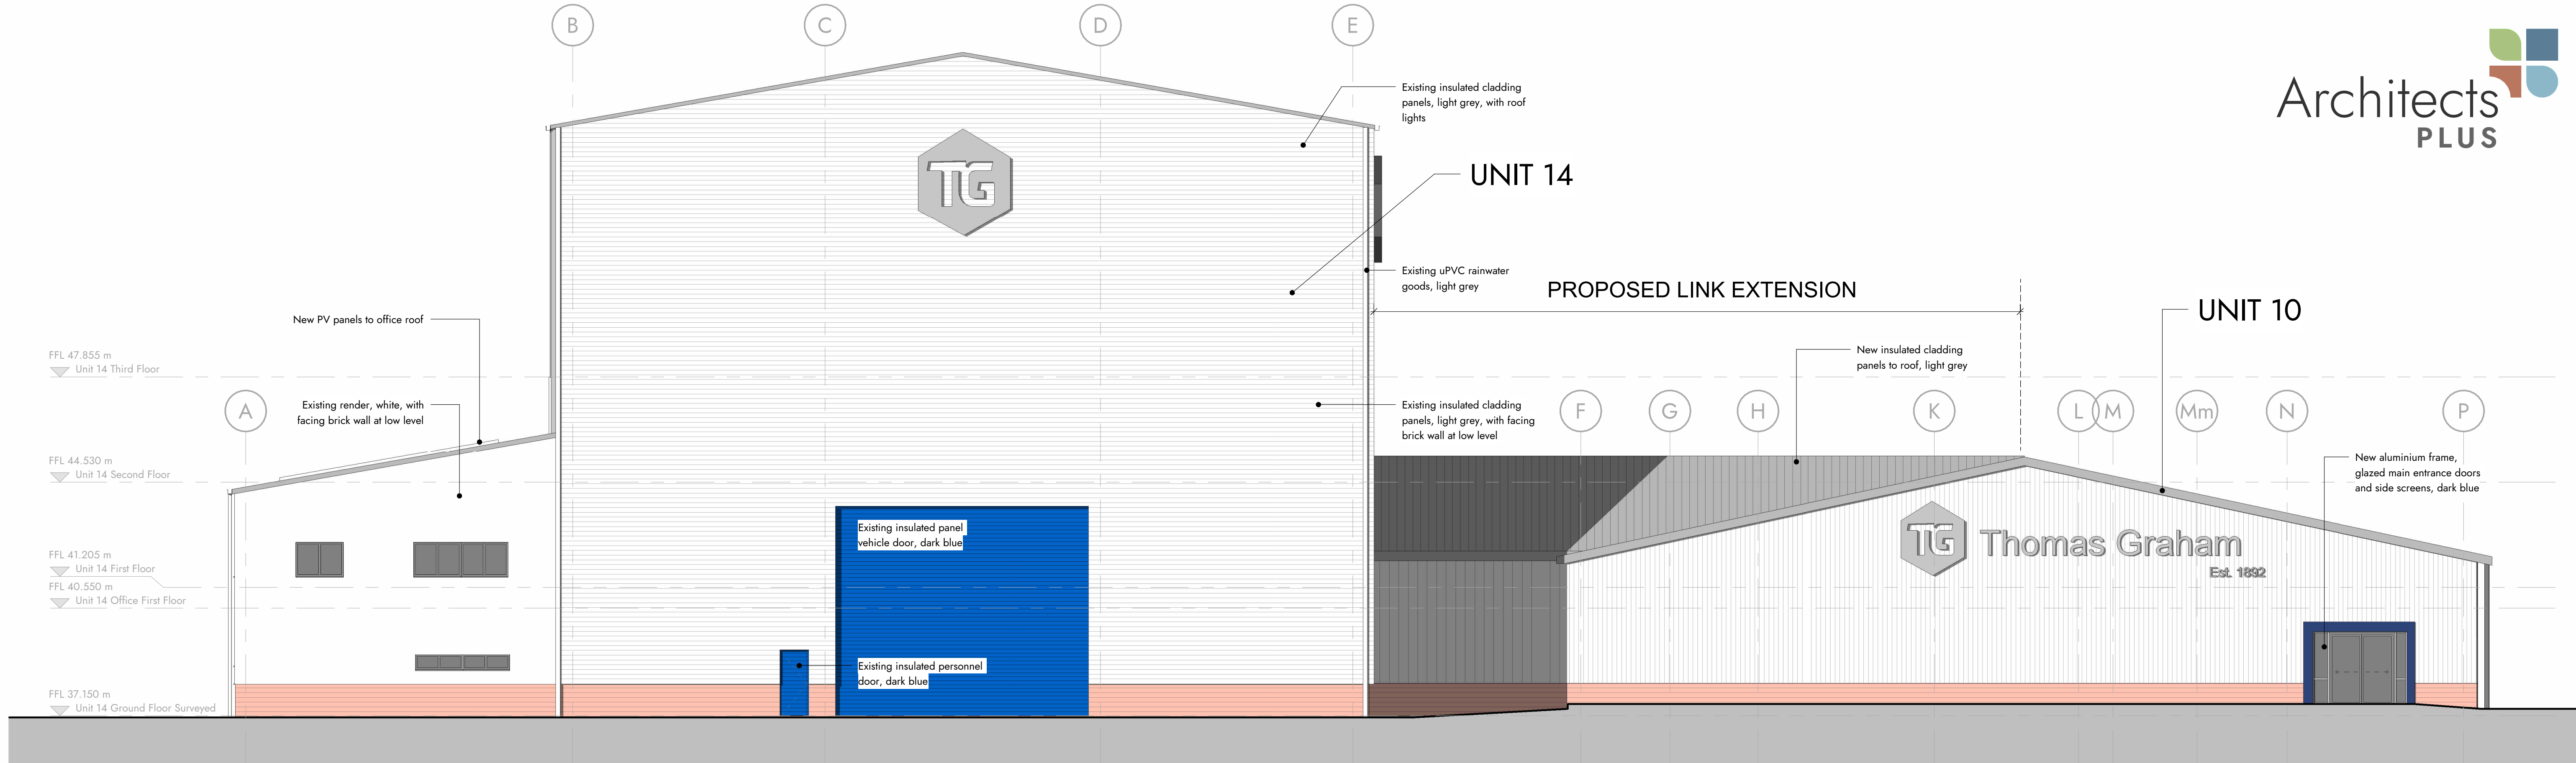 B
C
D
E
Architects
PLUS
Existing insulated cladding
panels, light grey, with roof
lights
TG
UNIT 14
Existing uPVC rainwater
goods, light grey
PROPOSED LINK EXTENSION
UNIT 10
New PV panels to office roof
New insulated cladding
panels to roof, light grey
FFL 47.855 m
Unit 14 Third Floor
A
Existing render, white, with
facing brick wall at low level
Existing insulated cladding
panels, light grey, with facing
brick wall at low level
F
G
H
K
L
M
Mm
N
P
FFL 44.530 m
Unit 14 Second Floor
New aluminium frame,
glazed main entrance doors
and side screens, dark blue
Existing insulated panel
vehicle door, dark blue
TG
Thomas Graham
Est. 1892
FFL 41.205 m
Unit 14 First Floor
FFL 40.550 m
Unit 14 Office First Floor
Existing insulated personnel
door, dark blue
FFL 37.150 m
Unit 14 Ground Floor Surveyed